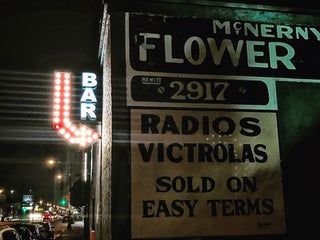 McNERNY
FLOWER
HEWITT
2917
BAR
RADIOS
VICTROLAS
SOLD ON
EASY TERMS